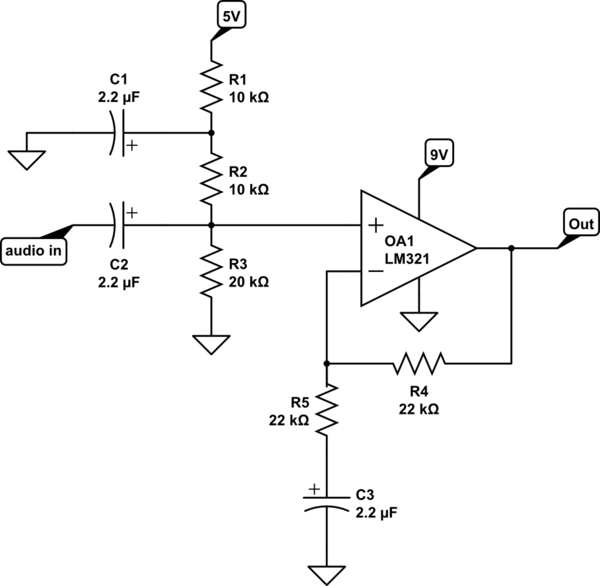 5V
C1
2.2 µF
+
R1
10 kΩ
R2
10 kΩ
9V
+
audio in
C2
2.2 µF
R3
20 kΩ
+
OA1
−
LM321
Out
R4
22 kΩ
R5
22 kΩ
+
C3
2.2 µF